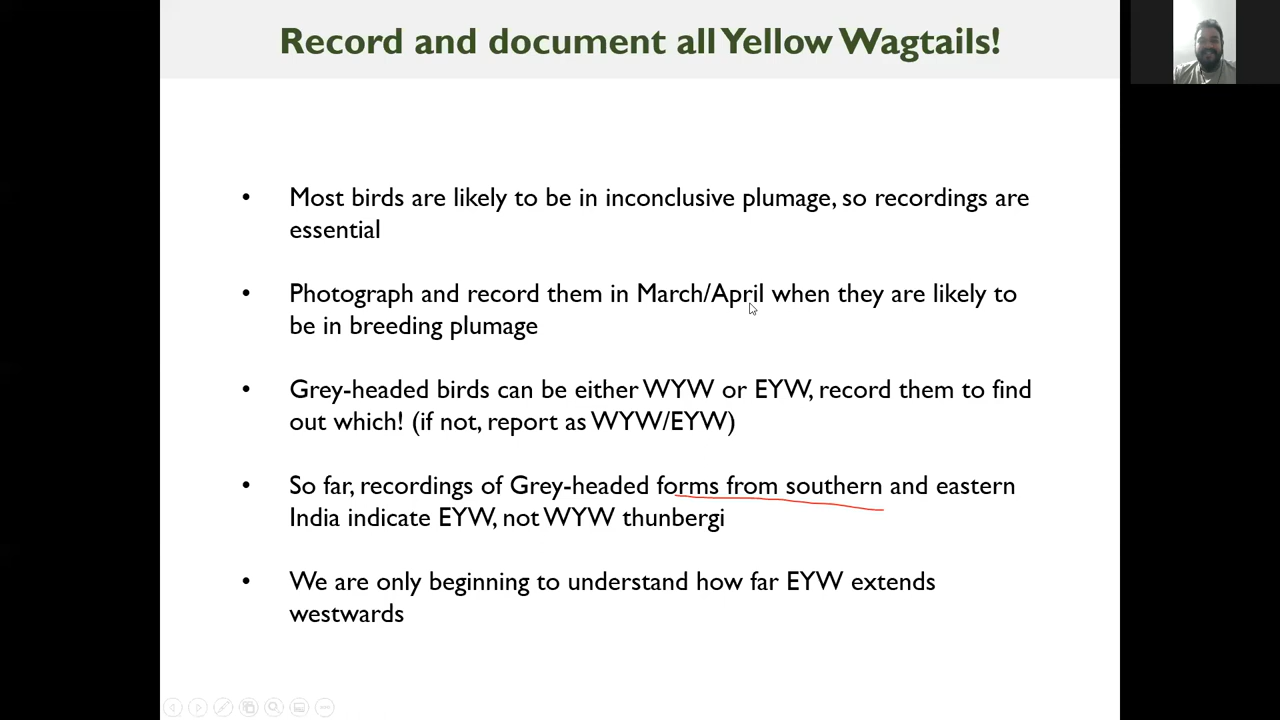 Record and document all Yellow Wagtails!
• Most birds are likely to be in inconclusive plumage, so recordings are
essential
• Photograph and record them in March/April when they are likely to
be in breeding plumage
• Grey-headed birds can be either WYW or EYW, record them to find
out which! (if not, report as WYW/EYW)
• So far, recordings of Grey-headed forms from southern and eastern
India indicate EYW, not WYW thunbergi
• We are only beginning to understand how far EYW extends
westwards